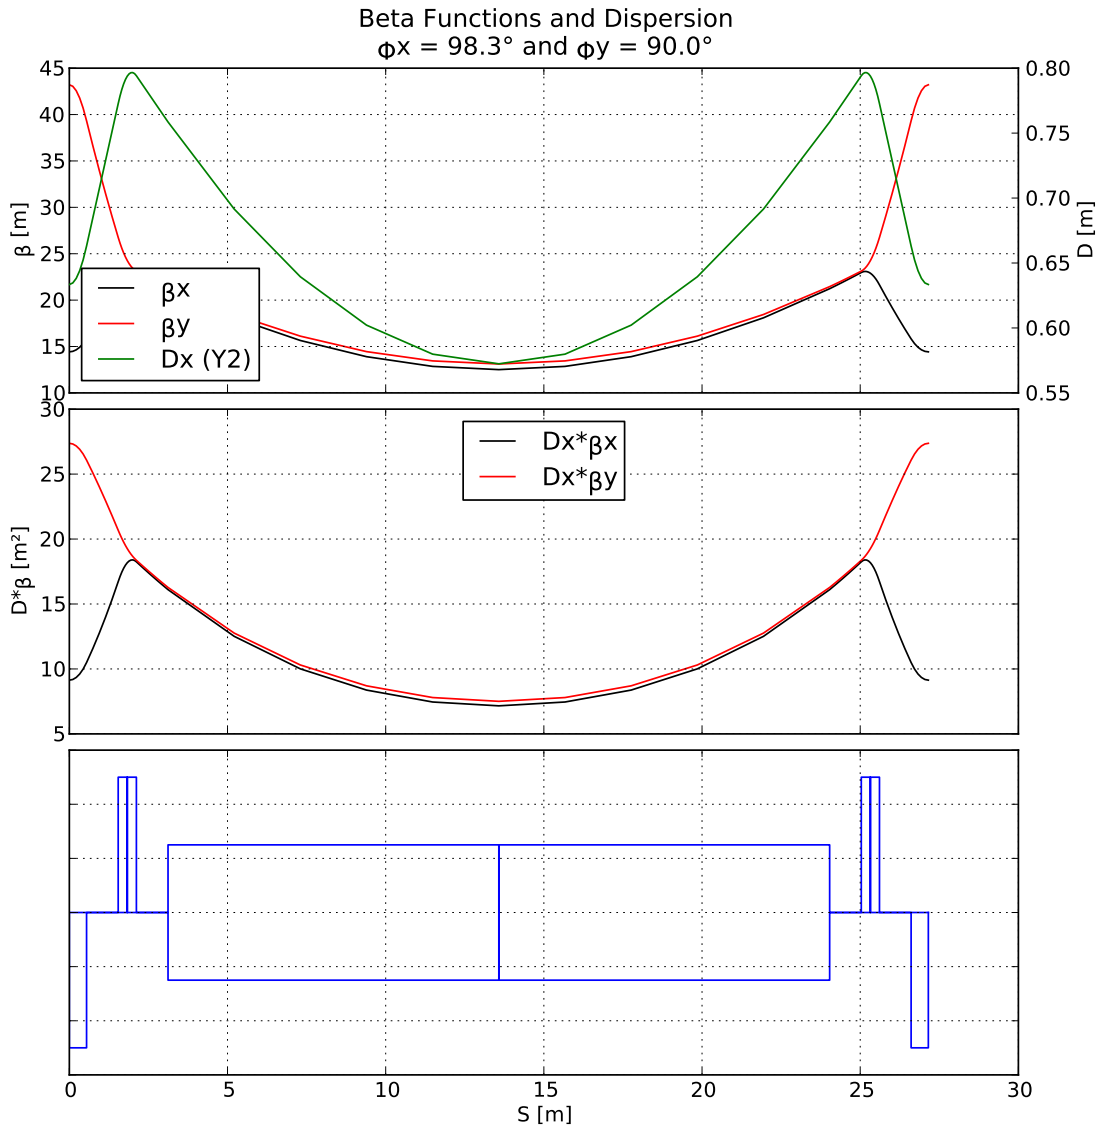 Beta Functions and Dispersion
Φx = 98.3° and Φy = 90.0°
45
40
35
30
25
20
15
10
β [m]
0.80
0.75
0.70
0.65
0.60
0.55
D [m]
βx
βy
Dx (Y2)
30
25
20
15
10
5
D*β [m²]
Dx*βx
Dx*βy
0 5 10 15 20 25 30
S [m]